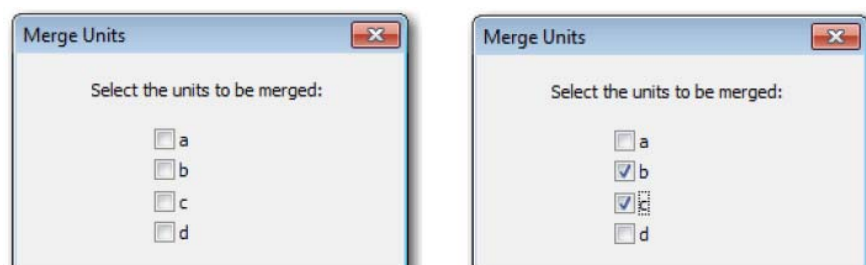 Merge Units
Select the units to be merged:
a
b
c
d
Merge Units
Select the units to be merged:
a
b
c
d